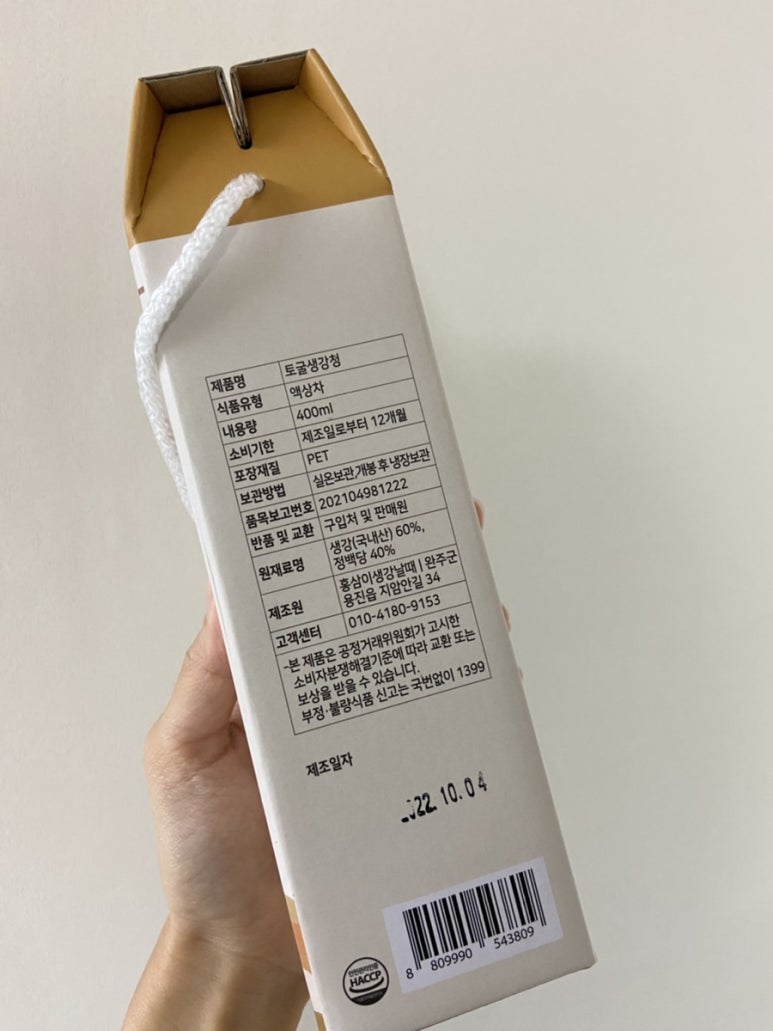 제품명 토굴생강청
식품유형 액상차
내용량 400ml
소비기한 제조일로부터 12개월
포장재질 PET
보관방법 실온보관,개봉 후 냉장보관
품목보고번호 202104981222
반품 및 교환 구입처 및 판매원
원재료명 생강(국내산) 60%,
정백당 40%
제조원 홍삼이생강날때 | 완주군
용진읍 지암안길 34
고객센터 010-4180-9153
-본 제품은 공정거래위원회가 고시한
소비자분쟁해결기준에 따라 교환 또는
보상을 받을 수 있습니다.
부정·불량식품 신고는 국번없이 1399
제조일자
2022. 10. 04
안전관리인증
HACCP
8 809990 543809